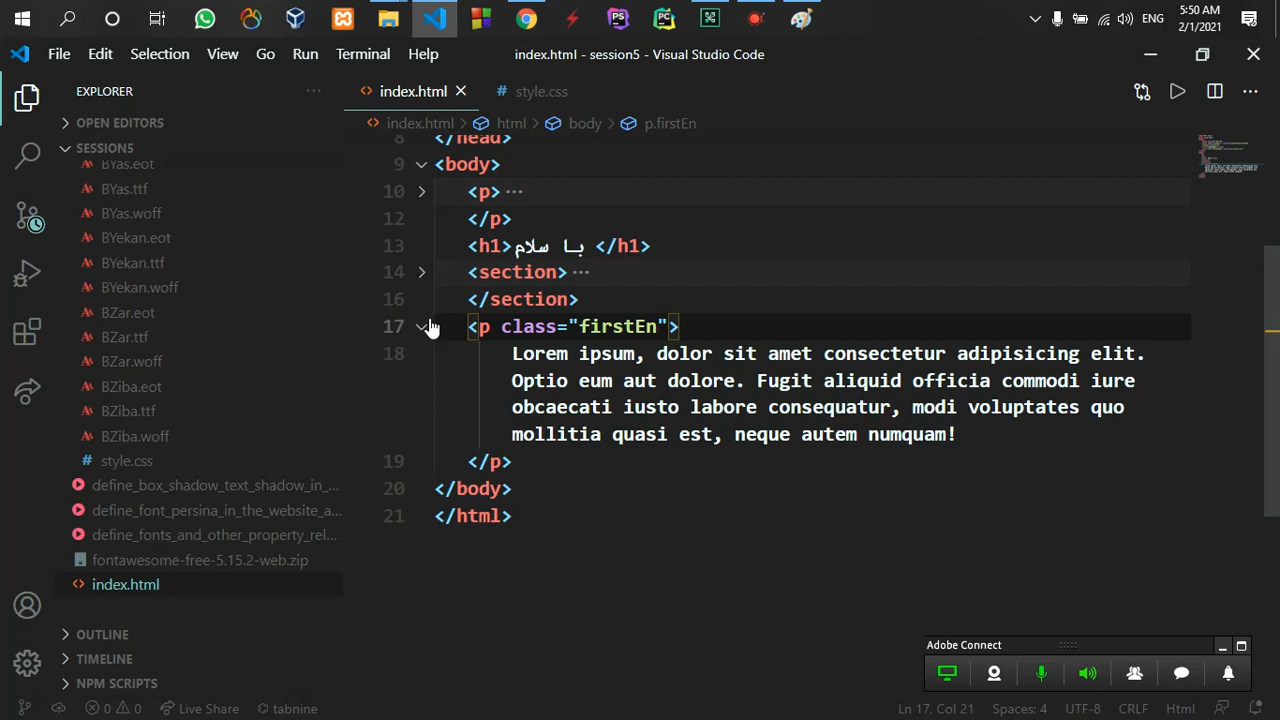 ENG
5:50 AM
2/1/2021
File Edit Selection View Go Run Terminal Help
index.html - session5 - Visual Studio Code
EXPLORER
index.html
style.css
OPEN EDITORS
index.html > html > body > p.firstEn
SESSION5
BYas.eot
BYas.ttf
BYas.woff
BYekan.eot
BYekan.ttf
BYekan.woff
BZar.eot
BZar.ttf
BZar.woff
BZiba.eot
BZiba.ttf
BZiba.woff
style.css
define_box_shadow_text_shadow_in_...
define_font_persina_in_the_website_a...
define_fonts_and_other_property_rel...
fontawesome-free-5.15.2-web.zip
index.html
OUTLINE
TIMELINE
NPM SCRIPTS
8 </head>
9 <body>
10 <p>...
12 </p>
13 <h1>با سلام </h1>
14 <section>...
16 </section>
17 <p class="firstEn">
18 Lorem ipsum, dolor sit amet consectetur adipisicing elit.
Optio eum aut dolore. Fugit aliquid officia commodi iure
obcaecati iusto labore consequatur, modi voluptates quo
mollitia quasi est, neque autem numquam!
19 </p>
20 </body>
21 </html>
Adobe Connect
0 0 Live Share tabnine
Ln 17, Col 21 Spaces: 4 UTF-8 CRLF Html